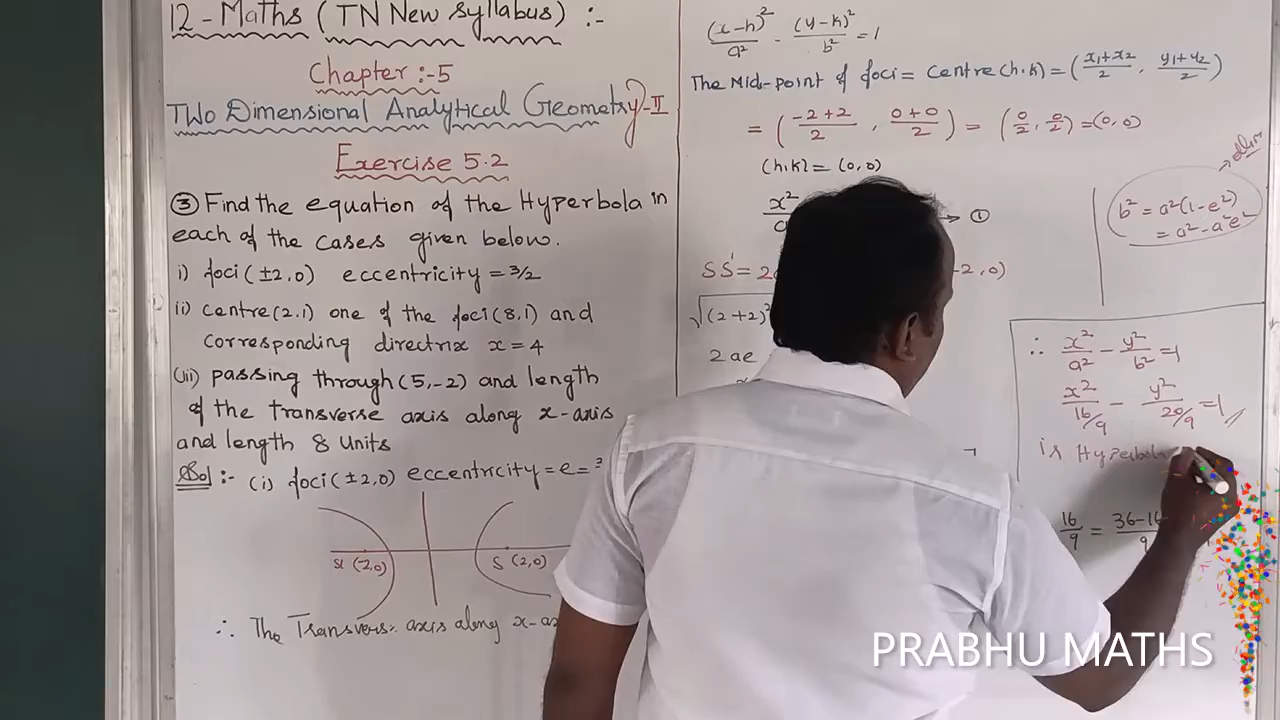 12 - Maths (TN New syllabus) :-
Chapter :-5
Two Dimensional Analytical Geometry-II
Exercise 5.2
③ Find the equation of the Hyperbola in
each of the cases given below.
i) foci (±2,0) eccentricity = 3/2
ii) centre (2,1) one of the foci (8,1) and
corresponding directrix x = 4
(iii) passing through (5,-2) and length
of the transverse axis along x-axis
and length 8 units
Sol :- (i) foci (±2,0) eccentricity = e = 3
S' (-2,0) S (2,0)
∴ The Transverse axis along x-ax
(x-h)²/a² - (y-k)²/b² = 1
The Mid-point of foci = centre (h,k) = (x₁+x₂/2, y₁+y₂/2)
= (-2+2/2, 0+0/2) = (0/2, 0/2) = (0,0)
(h,k) = (0,0)
x² → ①
SS' = 2 -2,0)
√(2+2)²
2ae
b² = a²(1-e²)
= a² - a²e²
∴ x²/a² - y²/b² = 1
x²/16/9 - y²/20/9 = 1//
is Hyperbola
16/9 = 36-16/9
PRABHU MATHS